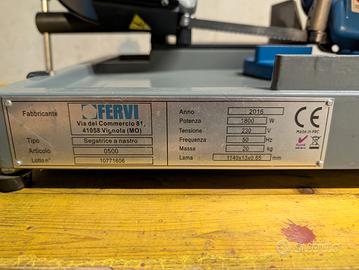 Fabbricante
FERVI
Via del Commercio 81,
41058 Vignola (MO)
Tipo
Segatrice a nastro
Articolo
0500
Lotto n°
10771606
Anno
2016
Potenza
1800
W
Tensione
230
V
Frequenza
50
Hz
Massa
20
kg
Lama
1140x13x0.65
mm
CE
Made in PRC
subito